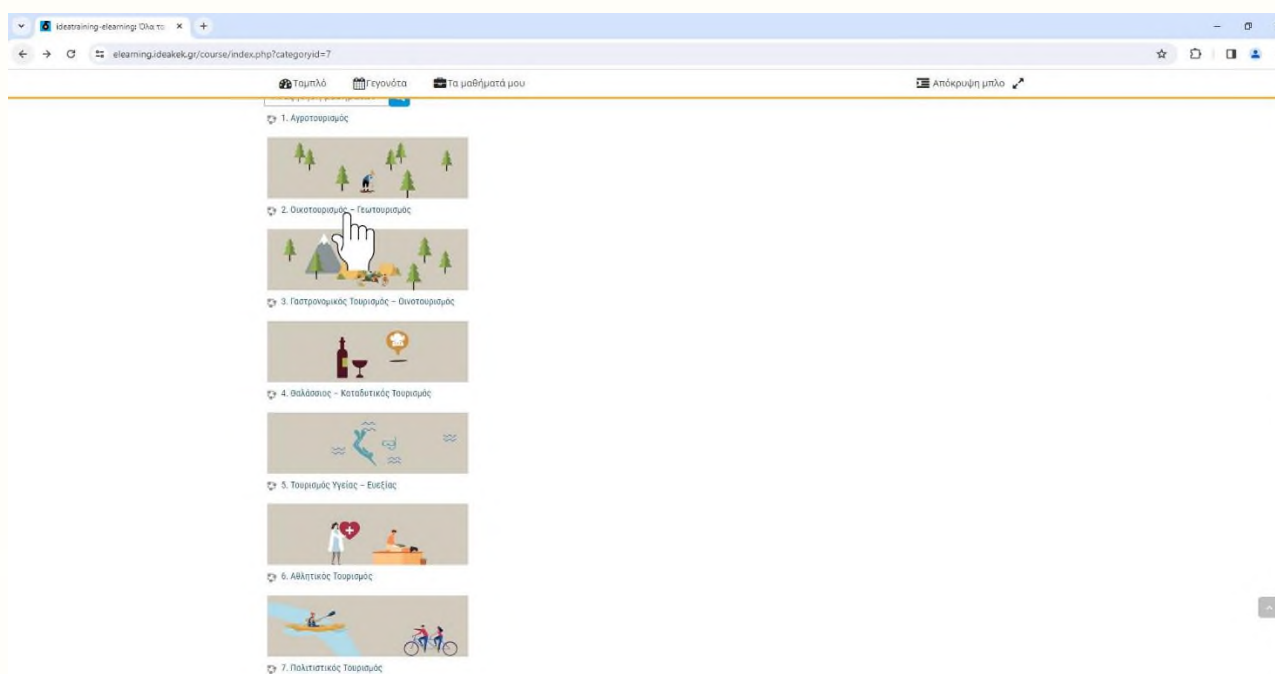 ideatraining-elearning: Όλα το
elearning.ideakek.gr/course/index.php?categoryid=7
Ταμπλό Γεγονότα Τα μαθήματά μου Απόκρυψη μπλο
1. Αγροτουρισμός
2. Οικοτουρισμός – Γεωτουρισμός
3. Γαστρονομικός Τουρισμός – Οινοτουρισμός
4. Θαλάσσιος – Καταδυτικός Τουρισμός
5. Τουρισμός Υγείας – Ευεξίας
6. Αθλητικός Τουρισμός
7. Πολιτιστικός Τουρισμός